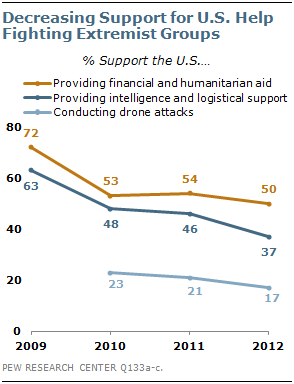 Decreasing Support for U.S. Help
Fighting Extremist Groups
% Support the U.S.…
Providing financial and humanitarian aid
Providing intelligence and logistical support
Conducting drone attacks
80
72
60
63
53
54
50
40
48
46
37
20
23
21
17
0
2009 2010 2011 2012
PEW RESEARCH CENTER Q133a-c.